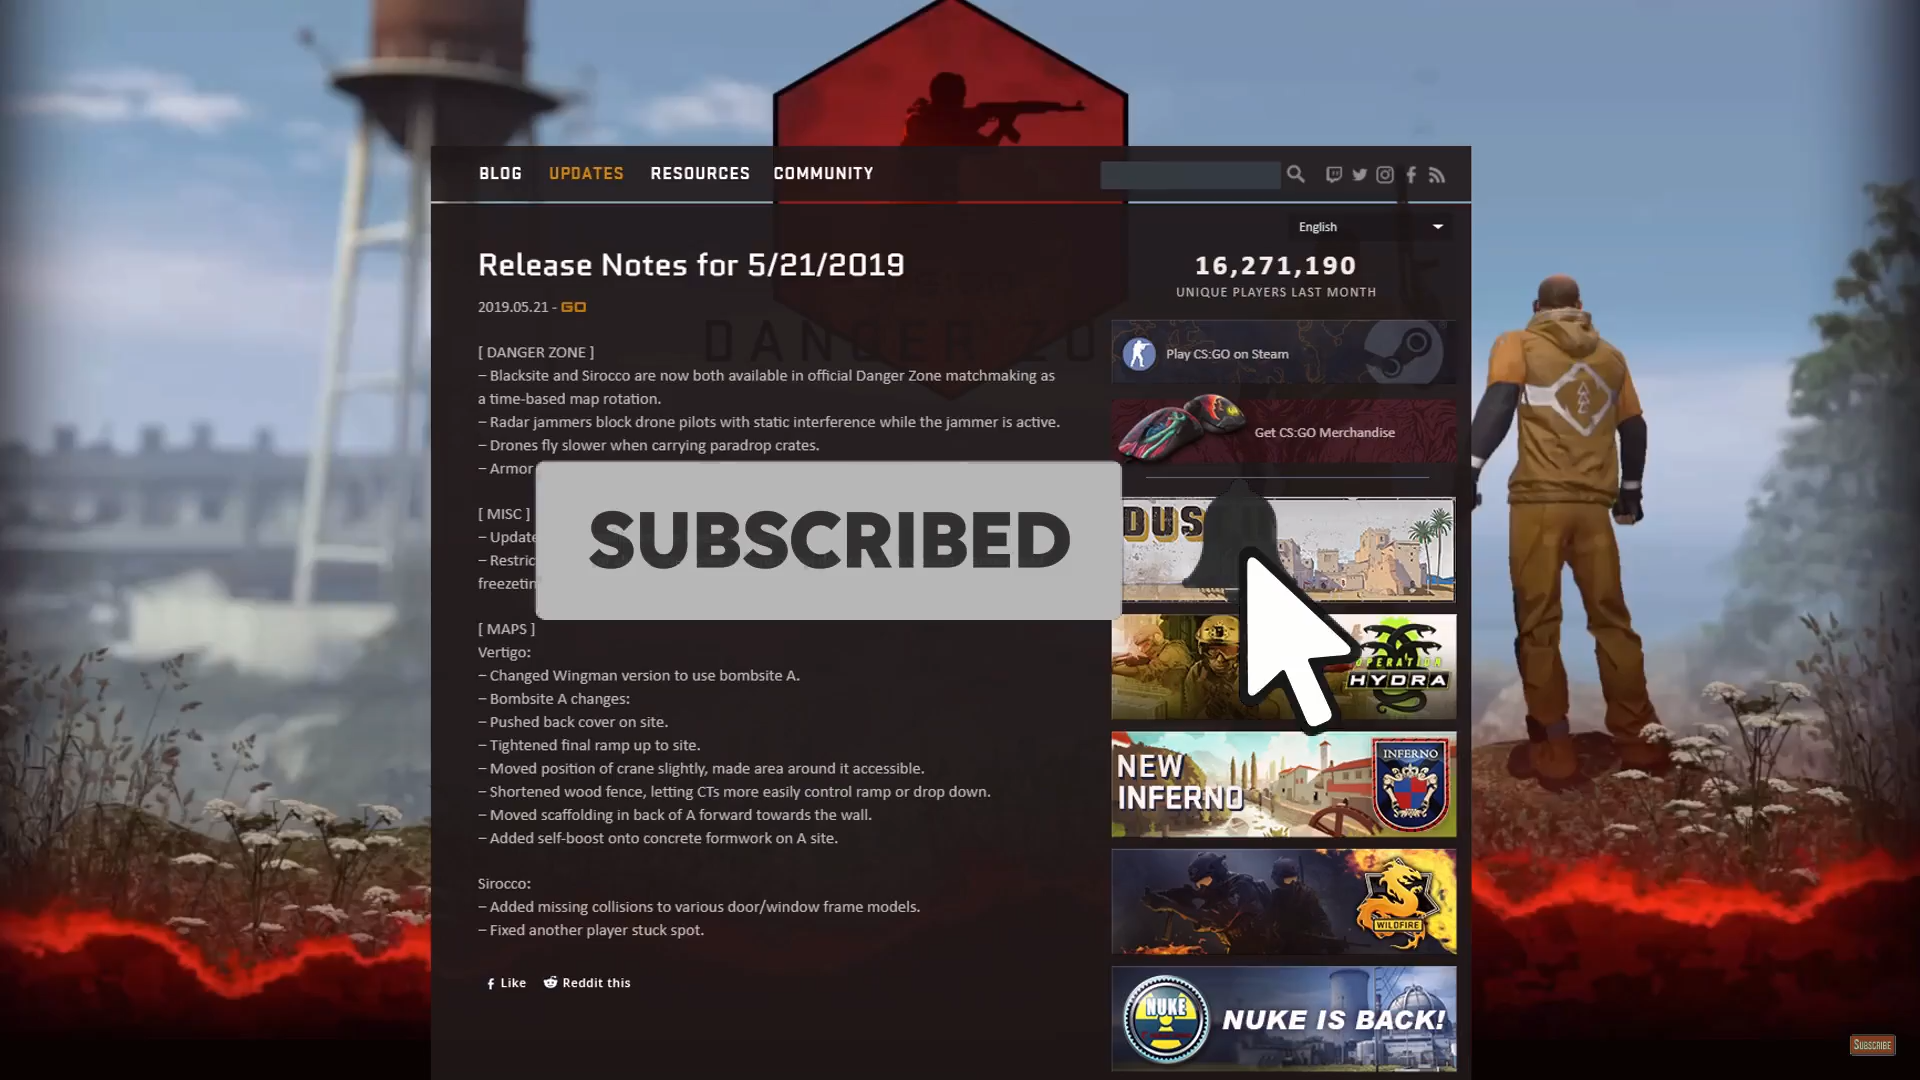 BLOG UPDATES RESOURCES COMMUNITY
English
Release Notes for 5/21/2019
2019.05.21 - GO
[ DANGER ZONE ]
– Blacksite and Sirocco are now both available in official Danger Zone matchmaking as
a time-based map rotation.
– Radar jammers block drone pilots with static interference while the jammer is active.
– Drones fly slower when carrying paradrop crates.
– Armor
[ MISC ]
– Update
SUBSCRIBED
[ MAPS ]
Vertigo:
– Changed Wingman version to use bombsite A.
– Bombsite A changes:
– Pushed back cover on site.
– Tightened final ramp up to site.
– Moved position of crane slightly, made area around it accessible.
– Shortened wood fence, letting CTs more easily control ramp or drop down.
– Moved scaffolding in back of A forward towards the wall.
– Added self-boost onto concrete formwork on A site.
Sirocco:
– Added missing collisions to various door/window frame models.
– Fixed another player stuck spot.
Like Reddit this
16,271,190
UNIQUE PLAYERS LAST MONTH
Play CS:GO on Steam
Get CS:GO Merchandise
DUS
OPERATION
HYDRA
NEW
INFERNO
INFERNO
WILDFIRE
NUKE
NUKE IS BACK!
DANGER ZO
SUBSCRIBE